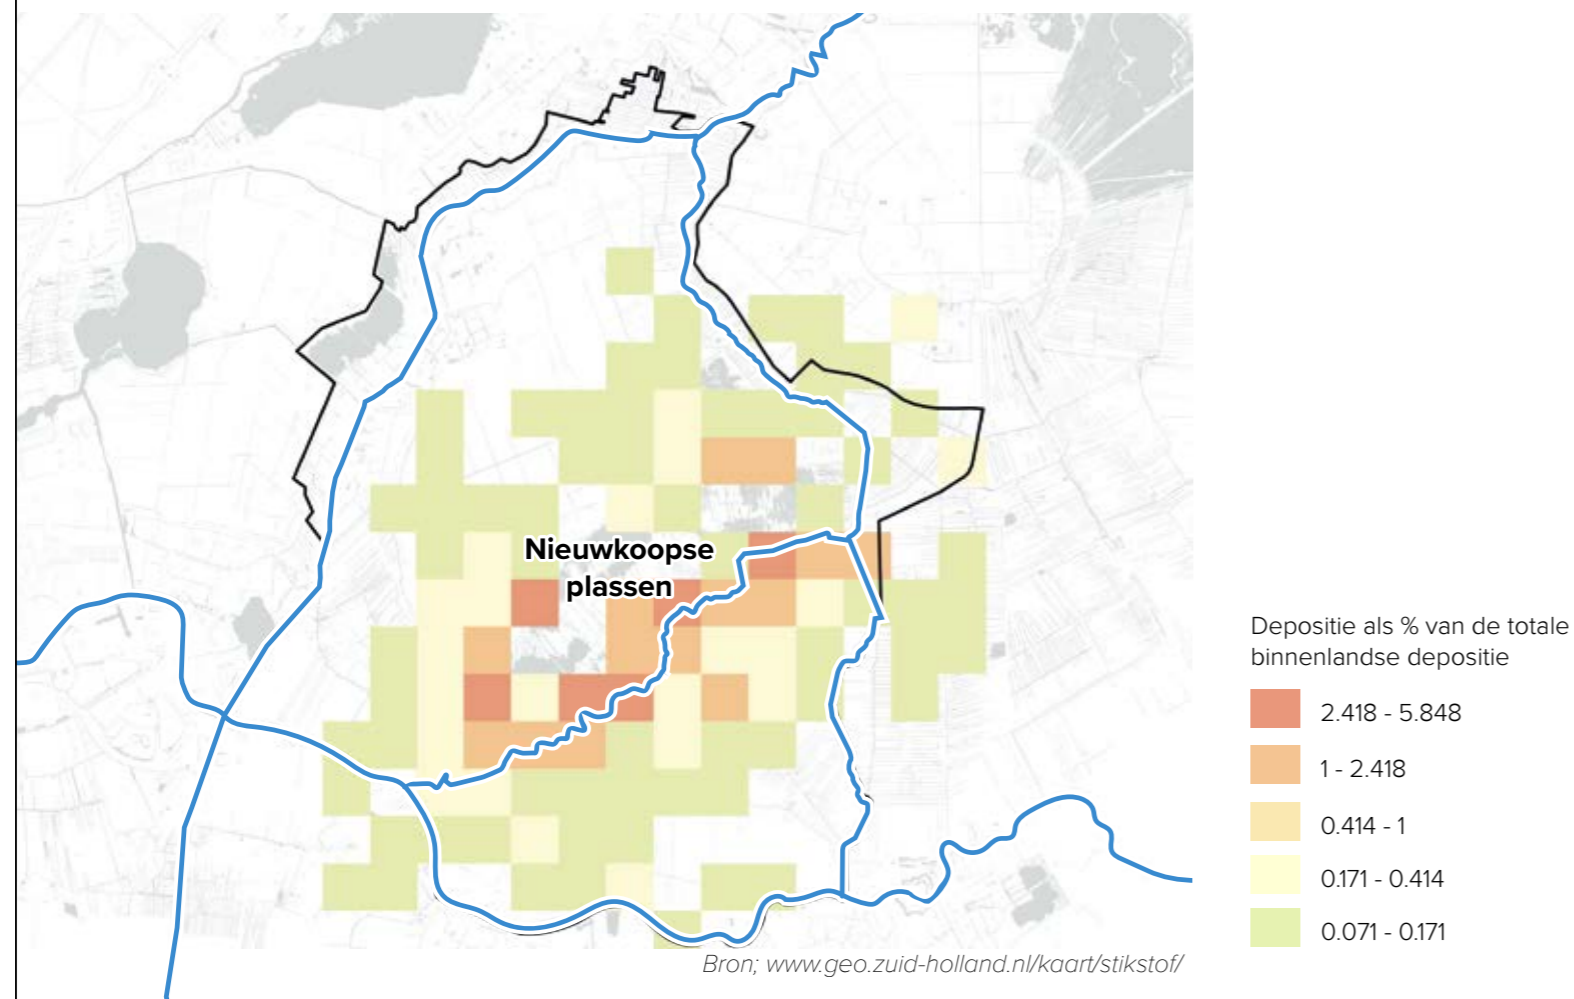 Nieuwkoopse
plassen
Depositie als % van de totale
binnenlandse depositie
2.418 - 5.848
1 - 2.418
0.414 - 1
0.171 - 0.414
0.071 - 0.171
Bron; www.geo.zuid-holland.nl/kaart/stikstof/